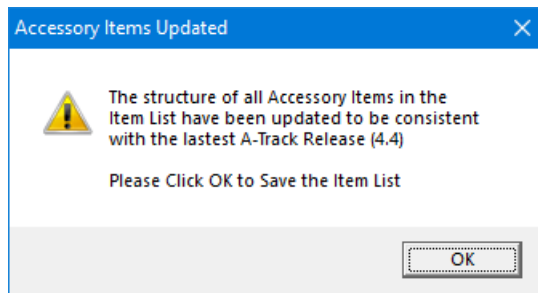 Accessory Items Updated
The structure of all Accessory Items in the
Item List have been updated to be consistent
with the lastest A-Track Release (4.4)
Please Click OK to Save the Item List
OK